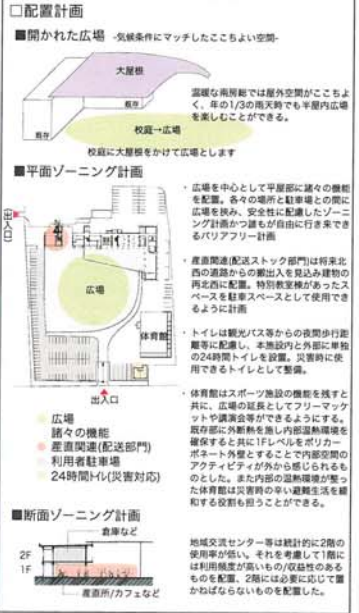 □配置計画
■開かれた広場 -気候条件にマッチしたここちよい空間-
大屋根
既存
既存
校庭→広場
校庭に大屋根をかけて広場とします
温暖な南房総では屋外空間がここちよ
く、年の1/3の雨天時でも半屋内広場
を楽しむことができる。
■平面ゾーニング計画
出入口
広場
体育館
出入口
広場
諸々の機能
産直関連(配送部門)
利用者駐車場
24時間トイレ(災害対応)
・広場を中心として平屋部に諸々の機能
を配置。各々の場所と駐車場との間に
広場を挟み、安全性に配慮したゾーニ
ング計画かつ誰もが自由に行き来でき
るバリアフリー計画
・産直関連(配送ストック部門)は将来北
西の道路からの搬出入を見込み建物の
再北西に配置。特別教室棟があったス
ペースを駐車スペースとして使用でき
るように計画
・トイレは観光バス等からの夜間歩行距
離等に配慮し、本施設内と外部に単独
の24時間トイレを設置。災害時に使
用できるトイレとして整備。
・体育館はスポーツ施設の機能を残すと
共に、広場の延長としてフリーマーケッ
トや講演会等ができるようにする。
既存部に外断熱を施し内部温熱環境を
確保すると共に1Fレベルをポリカー
ボネート外壁とすることで内部空間の
アクティビティが外から感じられるも
のとした。また内部の温熱環境が整っ
た体育館は災害時の辛い避難生活を緩
和する役割も担うことができる。
■断面ゾーニング計画
倉庫など
2F
1F
産直所/カフェなど
地域交流センター等は統計的に2階の
使用率が低い。それを考慮して1階に
は利用頻度が高いもの/収益性のある
ものを配置、2階には必要に応じて置
かねばならないものを配置した。